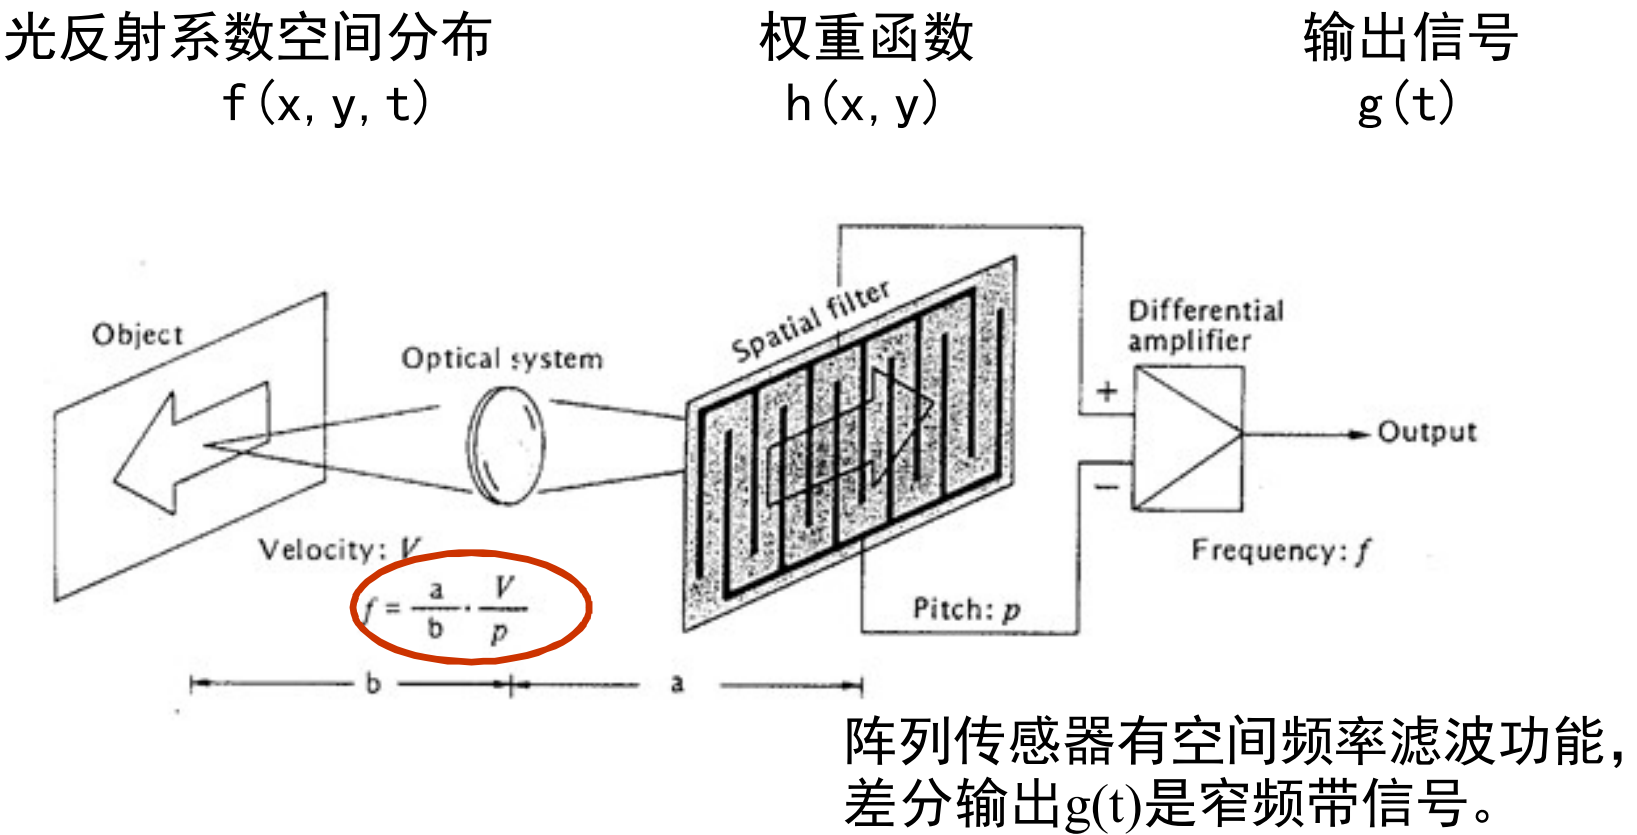 光反射系数空间分布 权重函数 输出信号
f(x,y,t) h(x,y) g(t)
Spatial filter
Object
Optical system
Differential
amplifier
+
Output
−
Velocity: V
Frequency: f
f = a/b · V/p
Pitch: p
b a
阵列传感器有空间频率滤波功能，
差分输出g(t)是窄频带信号。